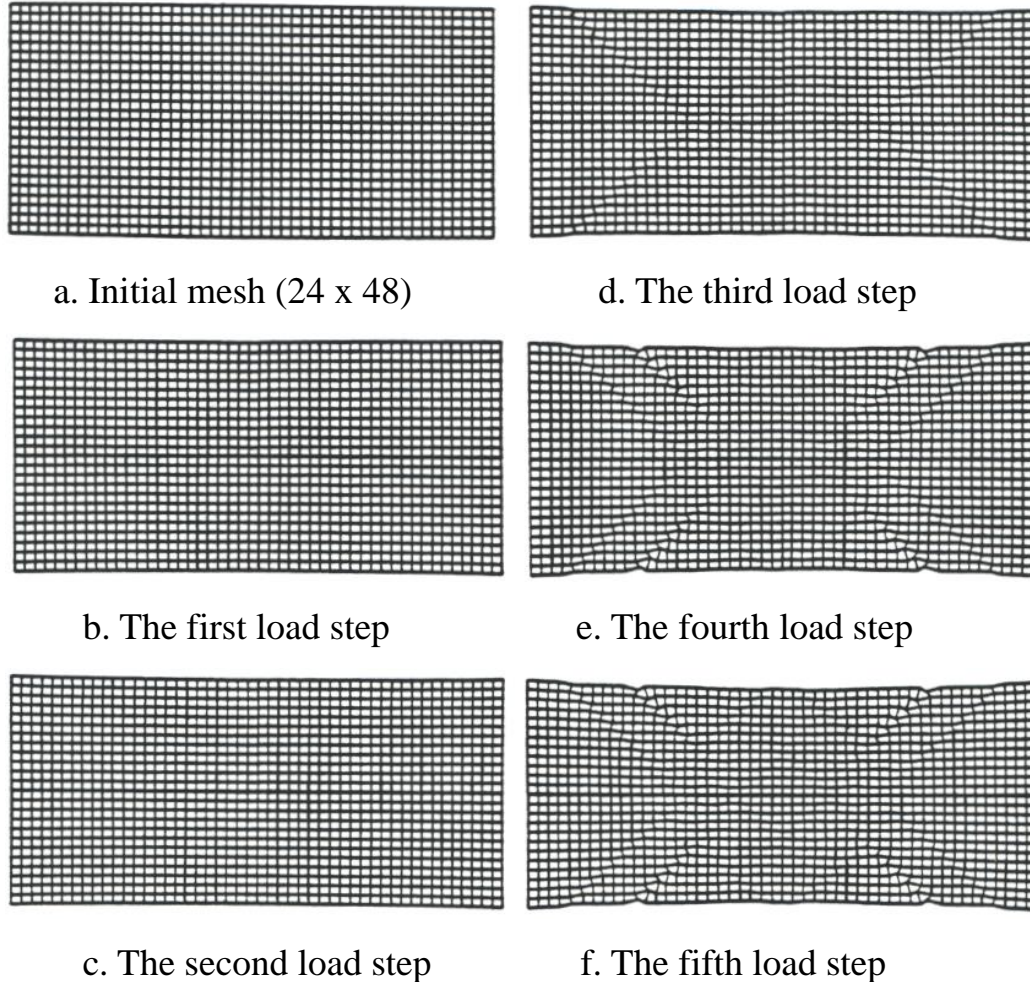 a. Initial mesh (24 x 48)
d. The third load step
b. The first load step
e. The fourth load step
c. The second load step
f. The fifth load step